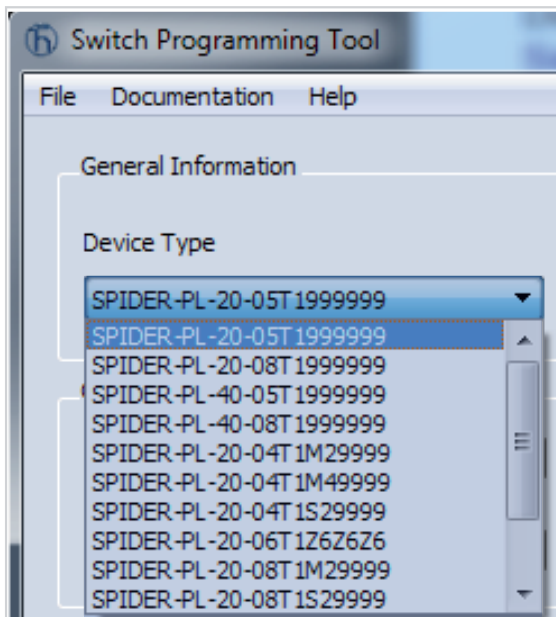 Switch Programming Tool
File Documentation Help
General Information
Device Type
SPIDER-PL-20-05T1999999
SPIDER-PL-20-05T1999999
SPIDER-PL-20-08T1999999
SPIDER-PL-40-05T1999999
SPIDER-PL-40-08T1999999
SPIDER-PL-20-04T1M29999
SPIDER-PL-20-04T1M49999
SPIDER-PL-20-04T1S29999
SPIDER-PL-20-06T1Z6Z6Z6
SPIDER-PL-20-08T1M29999
SPIDER-PL-20-08T1S29999